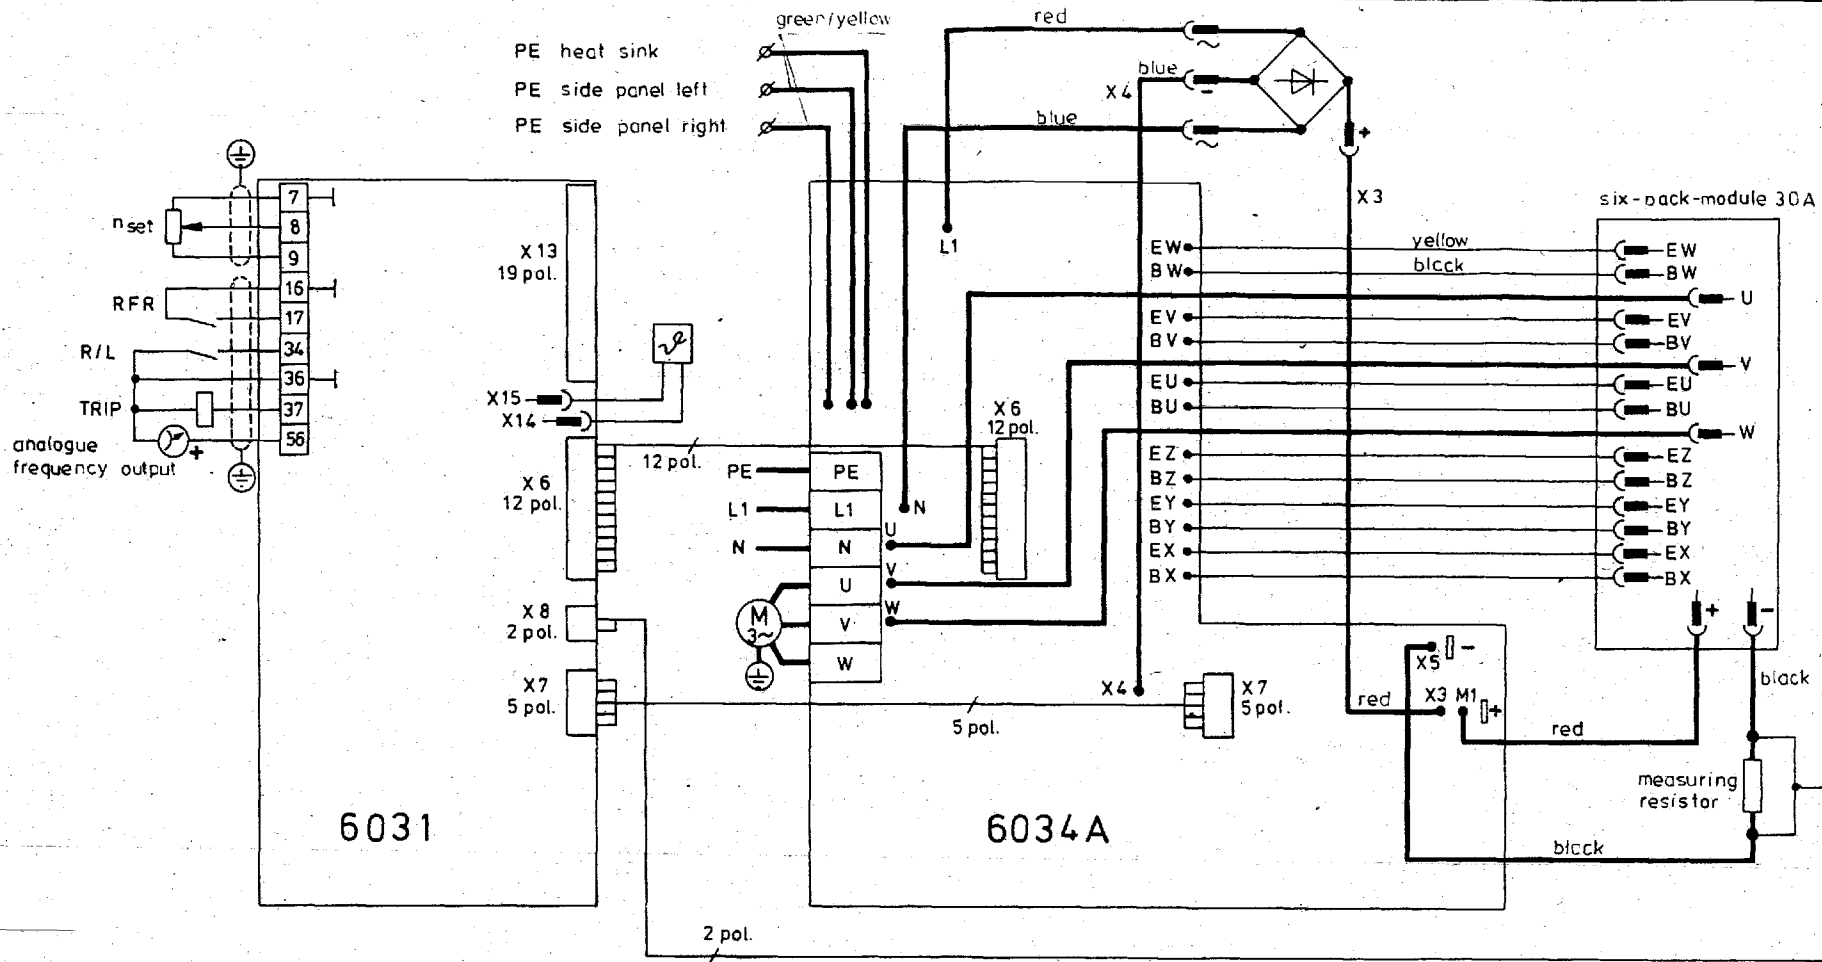 green/yellow
red
PE heat sink
PE side panel left
PE side panel right
blue
X4
-
~
blue
~
+
X3
six-pack-module 30A
7
8
9
16
17
34
36
37
56
nset
RFR
R/L
TRIP
analogue
frequency output
+
X13
19 pol.
X15
X14
X6
12 pol.
12 pol.
X8
2 pol.
X7
5 pol.
6031
L1
X6
12 pol.
PE
L1
N
PE
L1
N
U
V
W
N
U
V
W
M
3~
EW
BW
EV
BV
EU
BU
EZ
BZ
EY
BY
EX
BX
yellow
black
EW
BW
U
EV
BV
V
EU
BU
W
EZ
BZ
EY
BY
EX
BX
+
-
X4
X7
5 pol.
5 pol.
X5 -
red
X3 M1 +
red
black
measuring
resistor
black
6034A
2 pol.